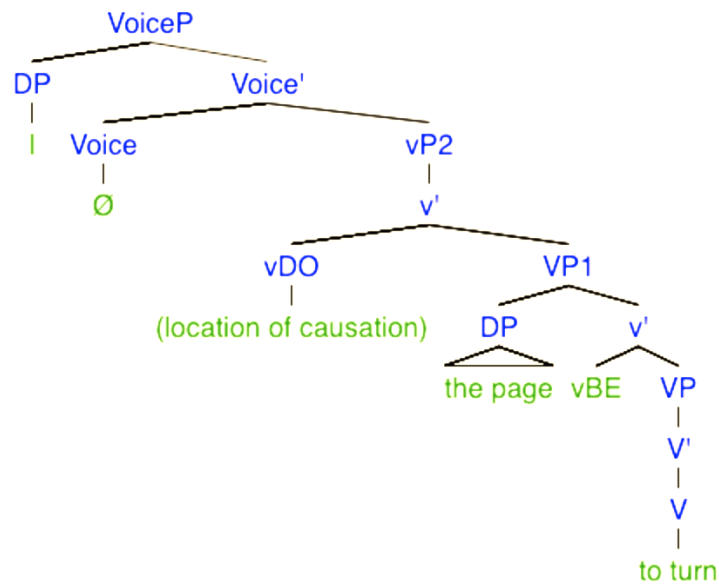 VoiceP
DP Voice'
I Voice vP2
Ø v'
vDO VP1
(location of causation) DP v'
the page vBE VP
V'
V
to turn